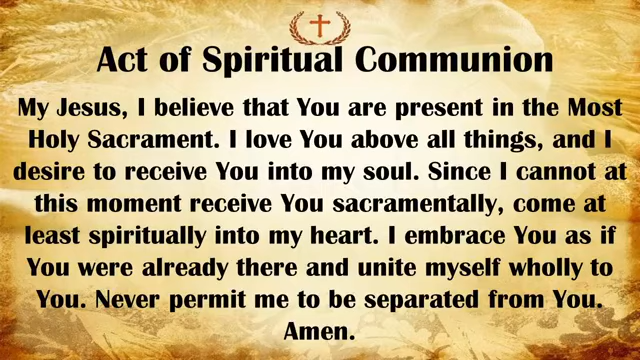 Act of Spiritual Communion
My Jesus, I believe that You are present in the Most
Holy Sacrament. I love You above all things, and I
desire to receive You into my soul. Since I cannot at
this moment receive You sacramentally, come at
least spiritually into my heart. I embrace You as if
You were already there and unite myself wholly to
You. Never permit me to be separated from You.
Amen.